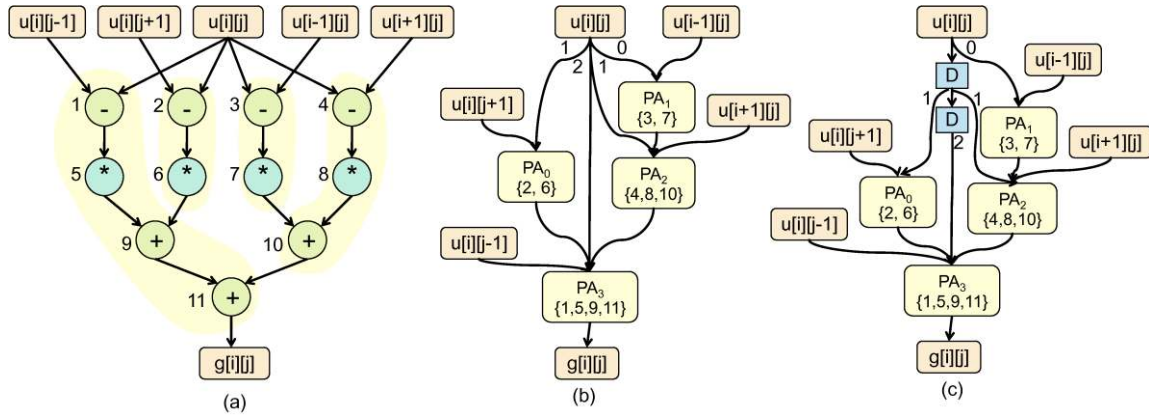 u[i][j-1] u[i][j+1] u[i][j] u[i-1][j] u[i+1][j]
1 - 2 - 3 - 4 -
5 * 6 * 7 * 8 *
9 + 10 +
11 +
g[i][j]
(a)
u[i][j]
u[i-1][j]
1 2 1 0
u[i][j+1]
PA1
{3, 7}
u[i+1][j]
PA0
{2, 6}
PA2
{4,8,10}
u[i][j-1]
PA3
{1,5,9,11}
g[i][j]
(b)
u[i][j]
0
D
u[i-1][j]
1 1
D
2
PA1
{3, 7}
u[i][j+1]
u[i+1][j]
PA0
{2, 6}
PA2
{4,8,10}
u[i][j-1]
PA3
{1,5,9,11}
g[i][j]
(c)